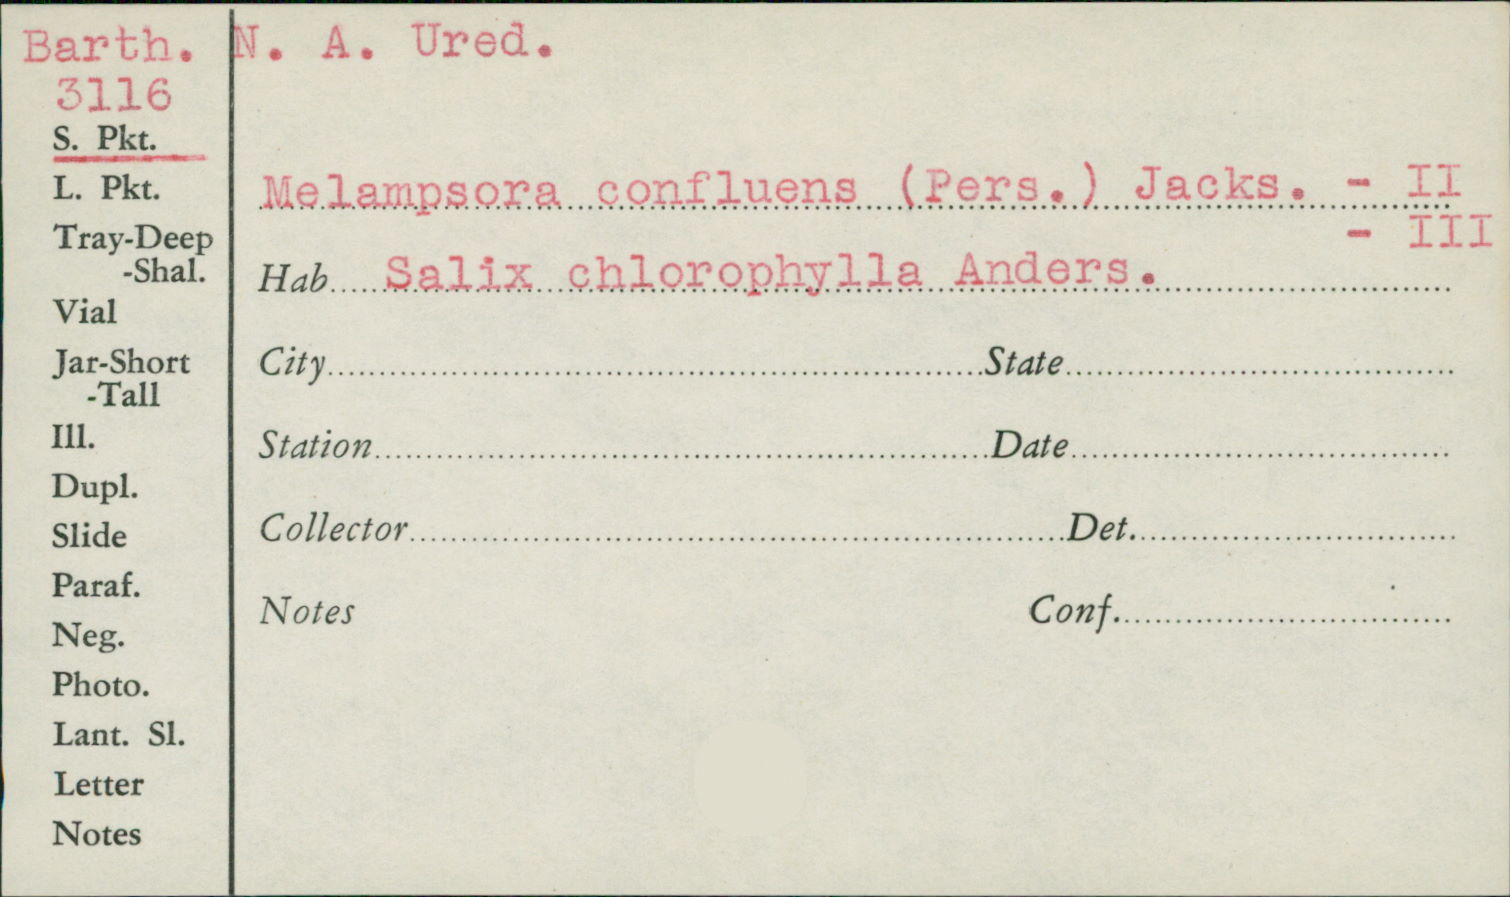 Barth. N. A. Ured.
3116
S. Pkt.
L. Pkt.
Tray-Deep
-Shal.
Vial
Jar-Short
-Tall
Ill.
Dupl.
Slide
Paraf.
Neg.
Photo.
Lant. Sl.
Letter
Notes
Melampsora confluens (Pers.) Jacks. - II
- III
Hab Salix chlorophylla Anders.
City State
Station Date
Collector Det.
Notes Conf.